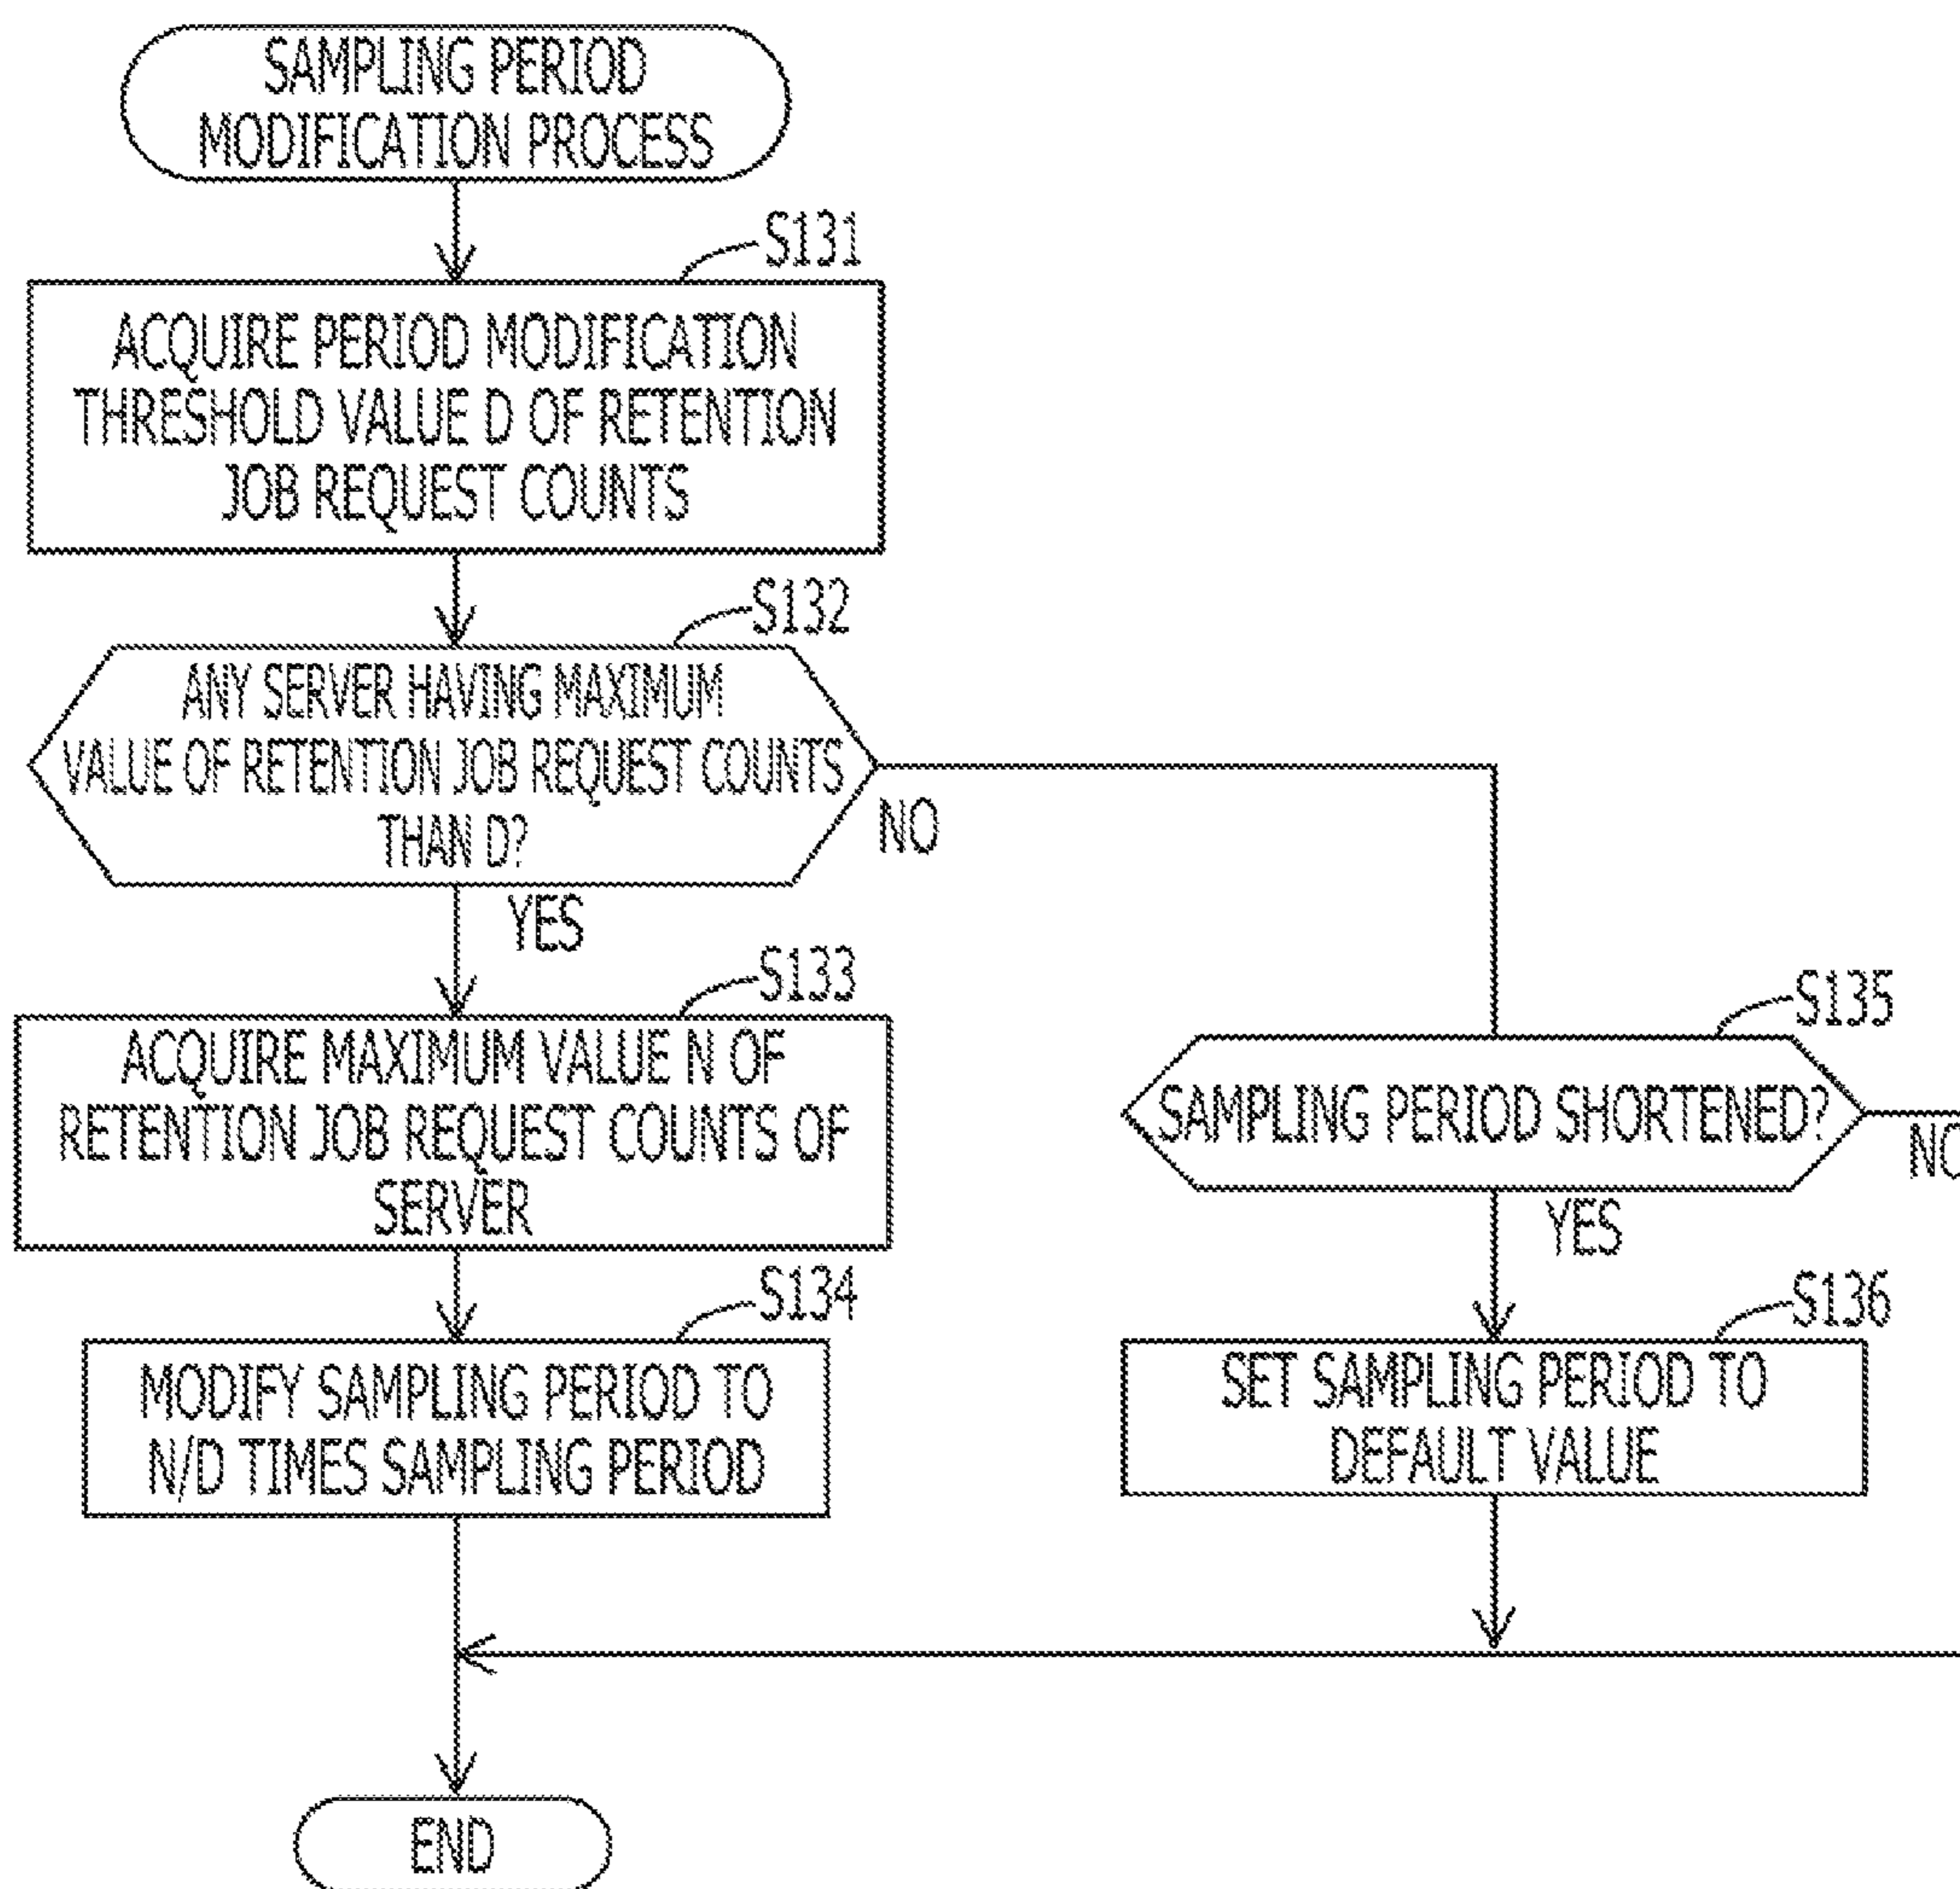 SAMPLING PERIOD
MODIFICATION PROCESS
S131
ACQUIRE PERIOD MODIFICATION
THRESHOLD VALUE D OF RETENTION
JOB REQUEST COUNTS
S132
ANY SERVER HAVING MAXIMUM
VALUE OF RETENTION JOB REQUEST COUNTS
THAN D?
NO
YES
S133
ACQUIRE MAXIMUM VALUE N OF
RETENTION JOB REQUEST COUNTS OF
SERVER
S134
MODIFY SAMPLING PERIOD TO
N/D TIMES SAMPLING PERIOD
S135
SAMPLING PERIOD SHORTENED?
NO
YES
S136
SET SAMPLING PERIOD TO
DEFAULT VALUE
END